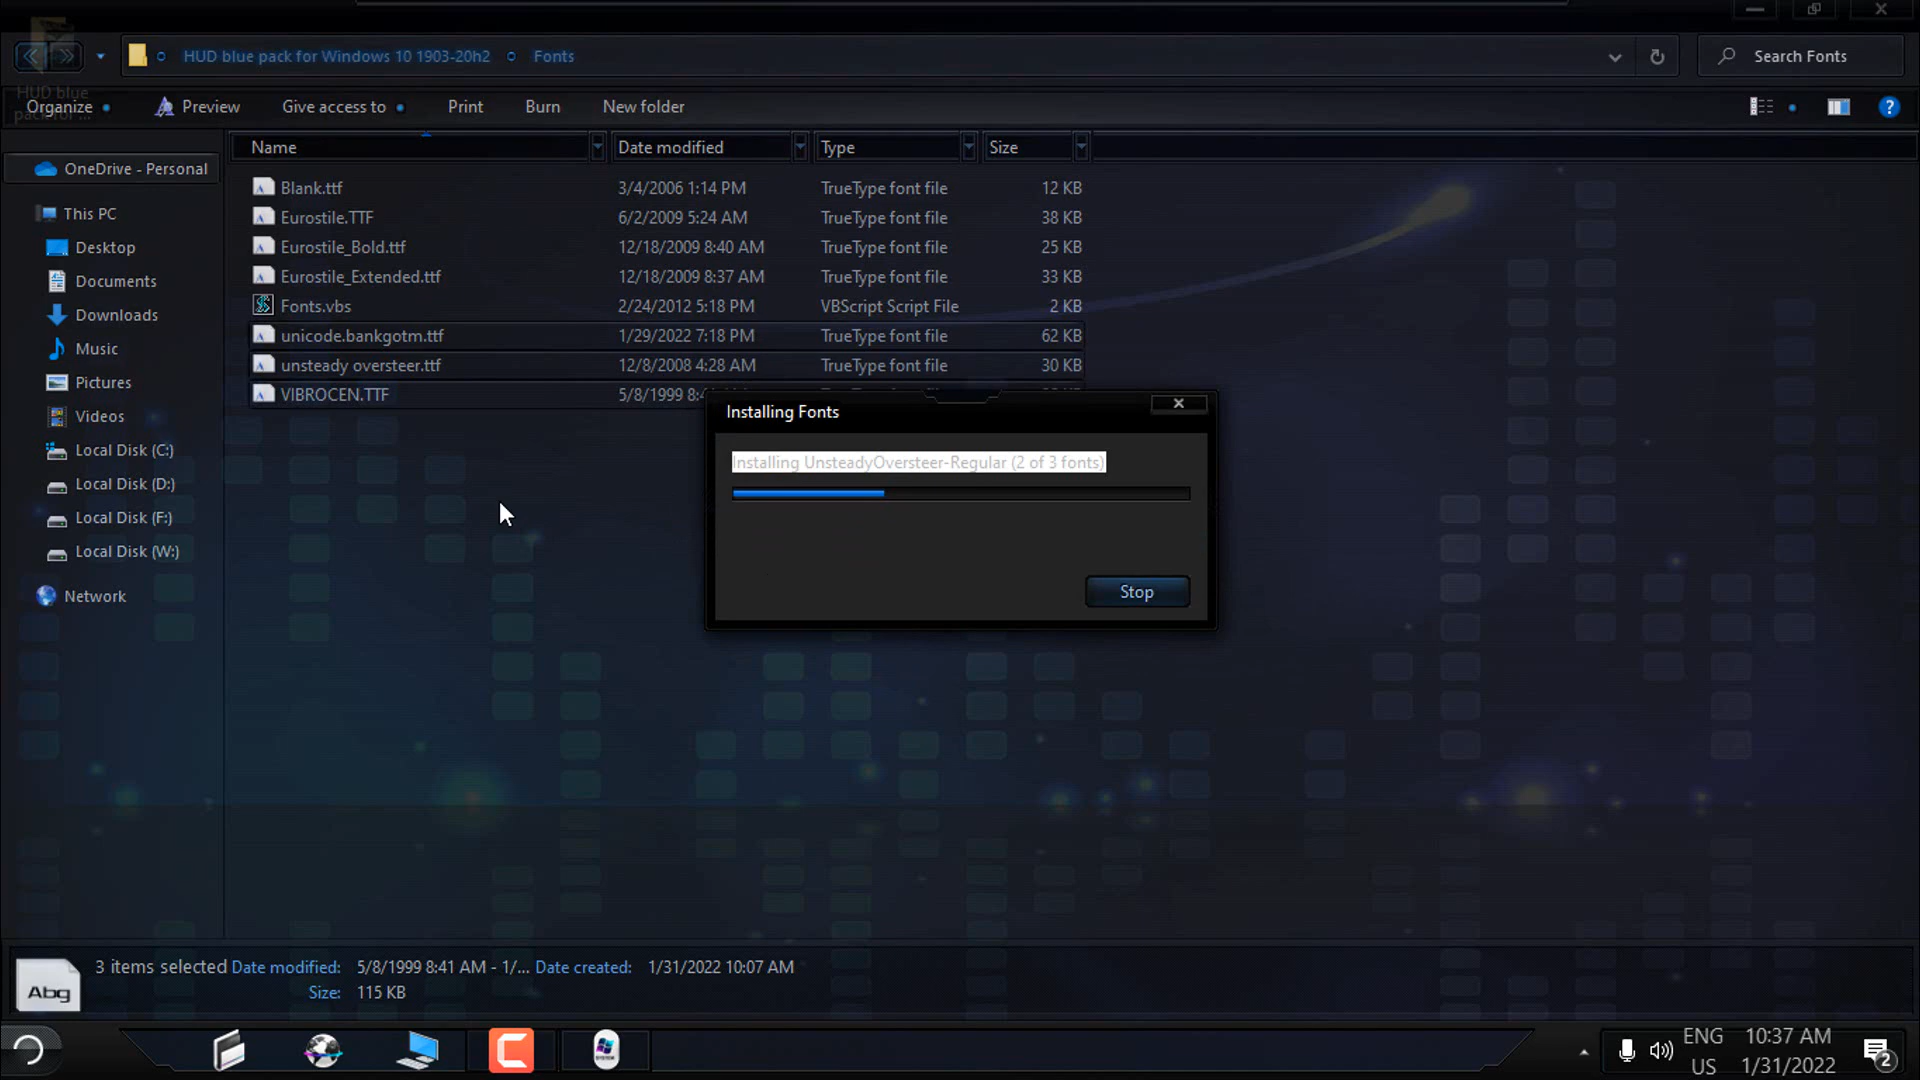 HUD blue pack for ...
HUD blue pack for Windows 10 1903-20h2
Fonts
Search Fonts
Organize
Preview
Give access to
Print
Burn
New folder
Name
Date modified
Type
Size
OneDrive - Personal
This PC
Desktop
Documents
Downloads
Music
Pictures
Videos
Local Disk (C:)
Local Disk (D:)
Local Disk (F:)
Local Disk (W:)
Network
Blank.ttf 3/4/2006 1:14 PM TrueType font file 12 KB
Eurostile.TTF 6/2/2009 5:24 AM TrueType font file 38 KB
Eurostile_Bold.ttf 12/18/2009 8:40 AM TrueType font file 25 KB
Eurostile_Extended.ttf 12/18/2009 8:37 AM TrueType font file 33 KB
Fonts.vbs 2/24/2012 5:18 PM VBScript Script File 2 KB
unicode.bankgotm.ttf 1/29/2022 7:18 PM TrueType font file 62 KB
unsteady oversteer.ttf 12/8/2008 4:28 AM TrueType font file 30 KB
VIBROCEN.TTF 5/8/1999
Installing Fonts
Installing UnsteadyOversteer-Regular (2 of 3 fonts)
Stop
Abg
3 items selected Date modified: 5/8/1999 8:41 AM - 1/... Date created: 1/31/2022 10:07 AM
Size: 115 KB
SYSTEM
ENG
US
10:37 AM
1/31/2022
2